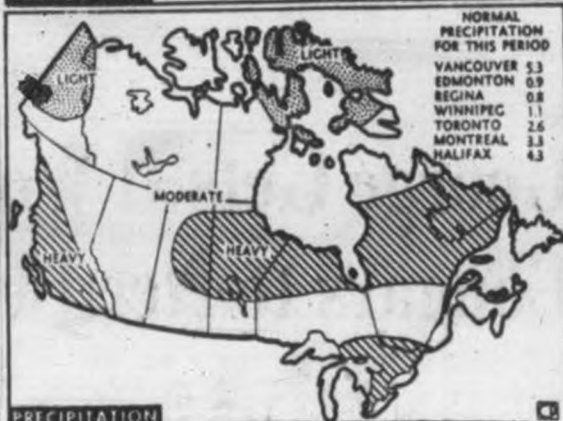 NORMAL
PRECIPITATION
FOR THIS PERIOD
VANCOUVER 5.3
EDMONTON 0.9
REGINA 0.8
WINNIPEG 1.1
TORONTO 2.6
MONTREAL 3.3
HALIFAX 4.3
LIGHT
LIGHT
MODERATE
HEAVY
HEAVY
PRECIPITATION
CP